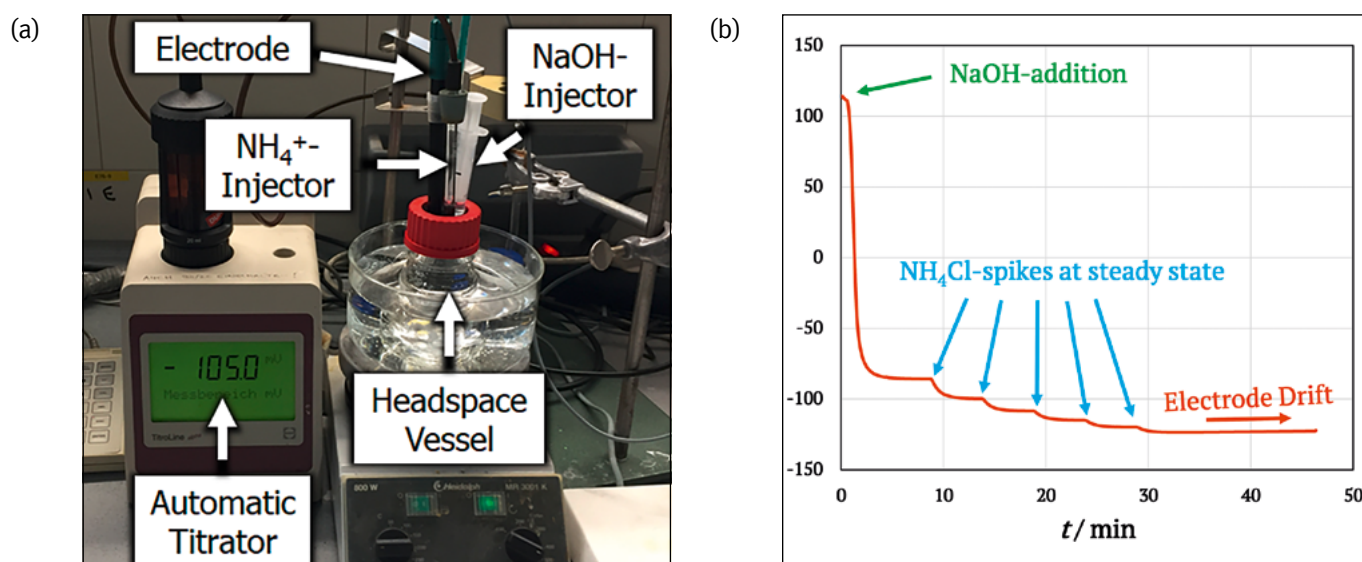 (a)
Electrode
NaOH-
Injector
NH₄⁺-
Injector
- 105.0 mV
Messbereich mV
TitroLine
Headspace
Vessel
Automatic
Titrator
800 W
Heidolph
MR 3001 K
(b)
150
100
50
0
-50
-100
-150
NaOH-addition
NH₄Cl-spikes at steady state
Electrode Drift
0
10
20
30
40
50
t / min